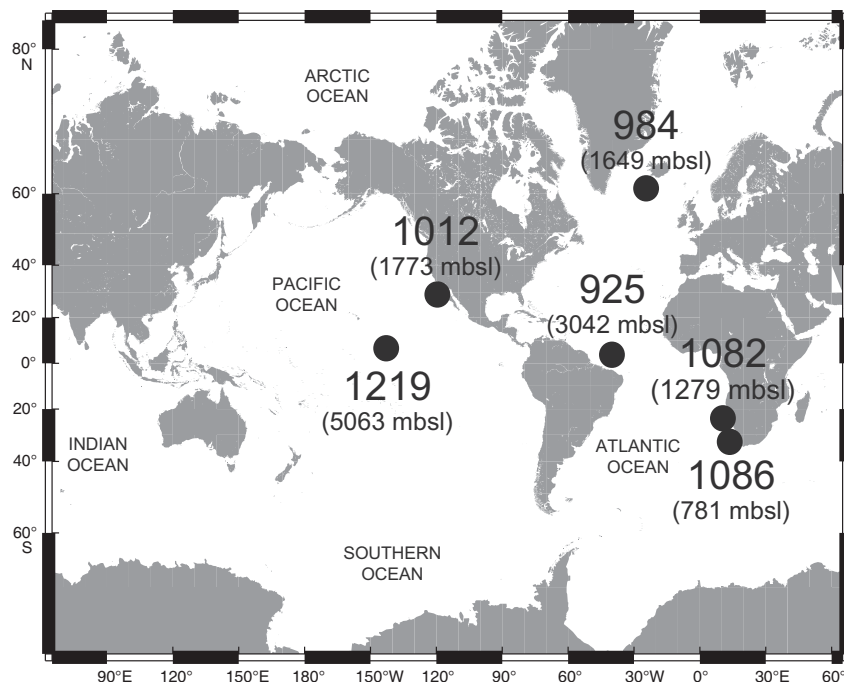 80°
N
60°
40°
20°
0°
20°
40°
60°
S
ARCTIC
OCEAN
984
(1649 mbsl)
1012
(1773 mbsl)
PACIFIC
OCEAN
925
(3042 mbsl)
1082
(1279 mbsl)
1219
(5063 mbsl)
INDIAN
OCEAN
ATLANTIC
OCEAN
1086
(781 mbsl)
SOUTHERN
OCEAN
90°E 120° 150°E 180° 150°W 120° 90° 60° 30°W 0° 30°E 60°